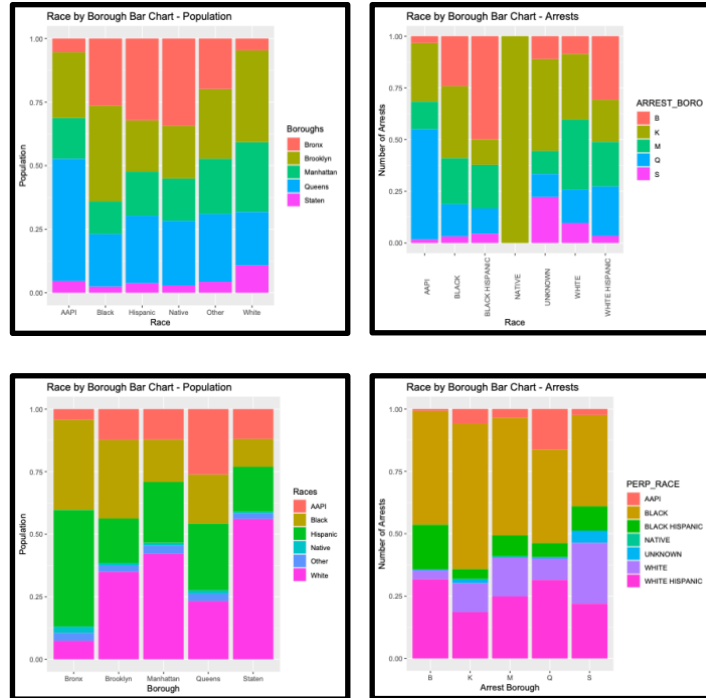 Race by Borough Bar Chart - Population
1.00
0.75
0.50
0.25
0.00
Population
AAPI Black Hispanic Native Other White
Race
Boroughs
Bronx
Brooklyn
Manhattan
Queens
Staten
Race by Borough Bar Chart - Arrests
1.00
0.75
0.50
0.25
0.00
Number of Arrests
AAPI BLACK BLACK HISPANIC NATIVE UNKNOWN WHITE WHITE HISPANIC
Race
ARREST_BORO
B
K
M
Q
S
Race by Borough Bar Chart - Population
1.00
0.75
0.50
0.25
0.00
Population
Bronx Brooklyn Manhattan Queens Staten
Borough
Races
AAPI
Black
Hispanic
Native
Other
White
Race by Borough Bar Chart - Arrests
1.00
0.75
0.50
0.25
0.00
Number of Arrests
B K M Q S
Arrest Borough
PERP_RACE
AAPI
BLACK
BLACK HISPANIC
NATIVE
UNKNOWN
WHITE
WHITE HISPANIC